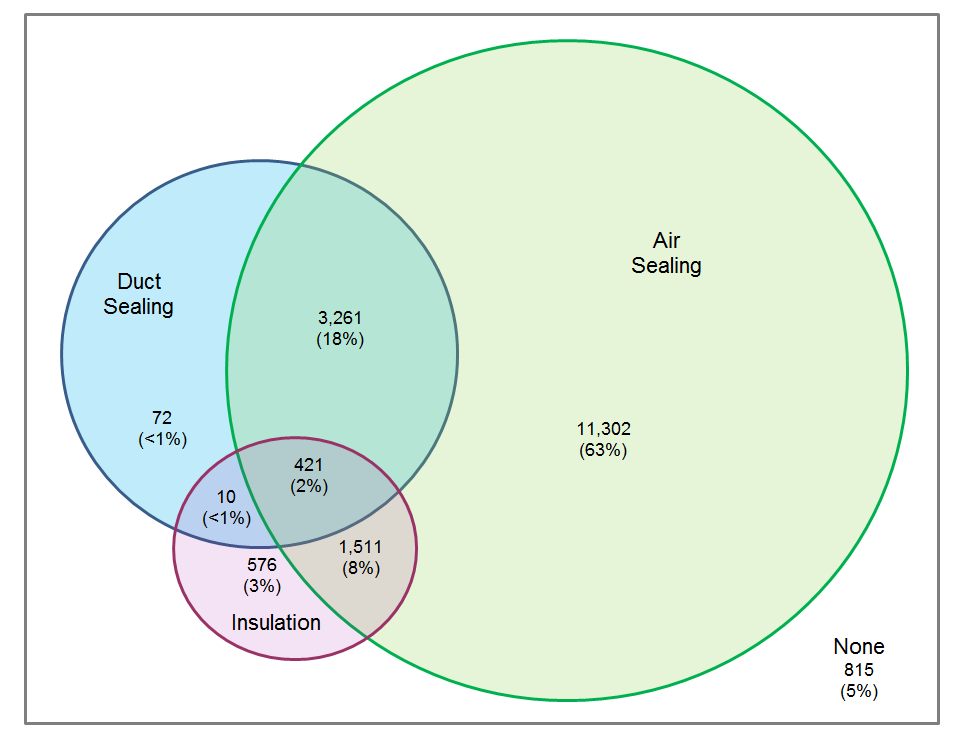 Air
Sealing
Duct
Sealing
3,261
(18%)
72
(<1%)
11,302
(63%)
421
(2%)
10
(<1%)
1,511
(8%)
576
(3%)
Insulation
None
815
(5%)